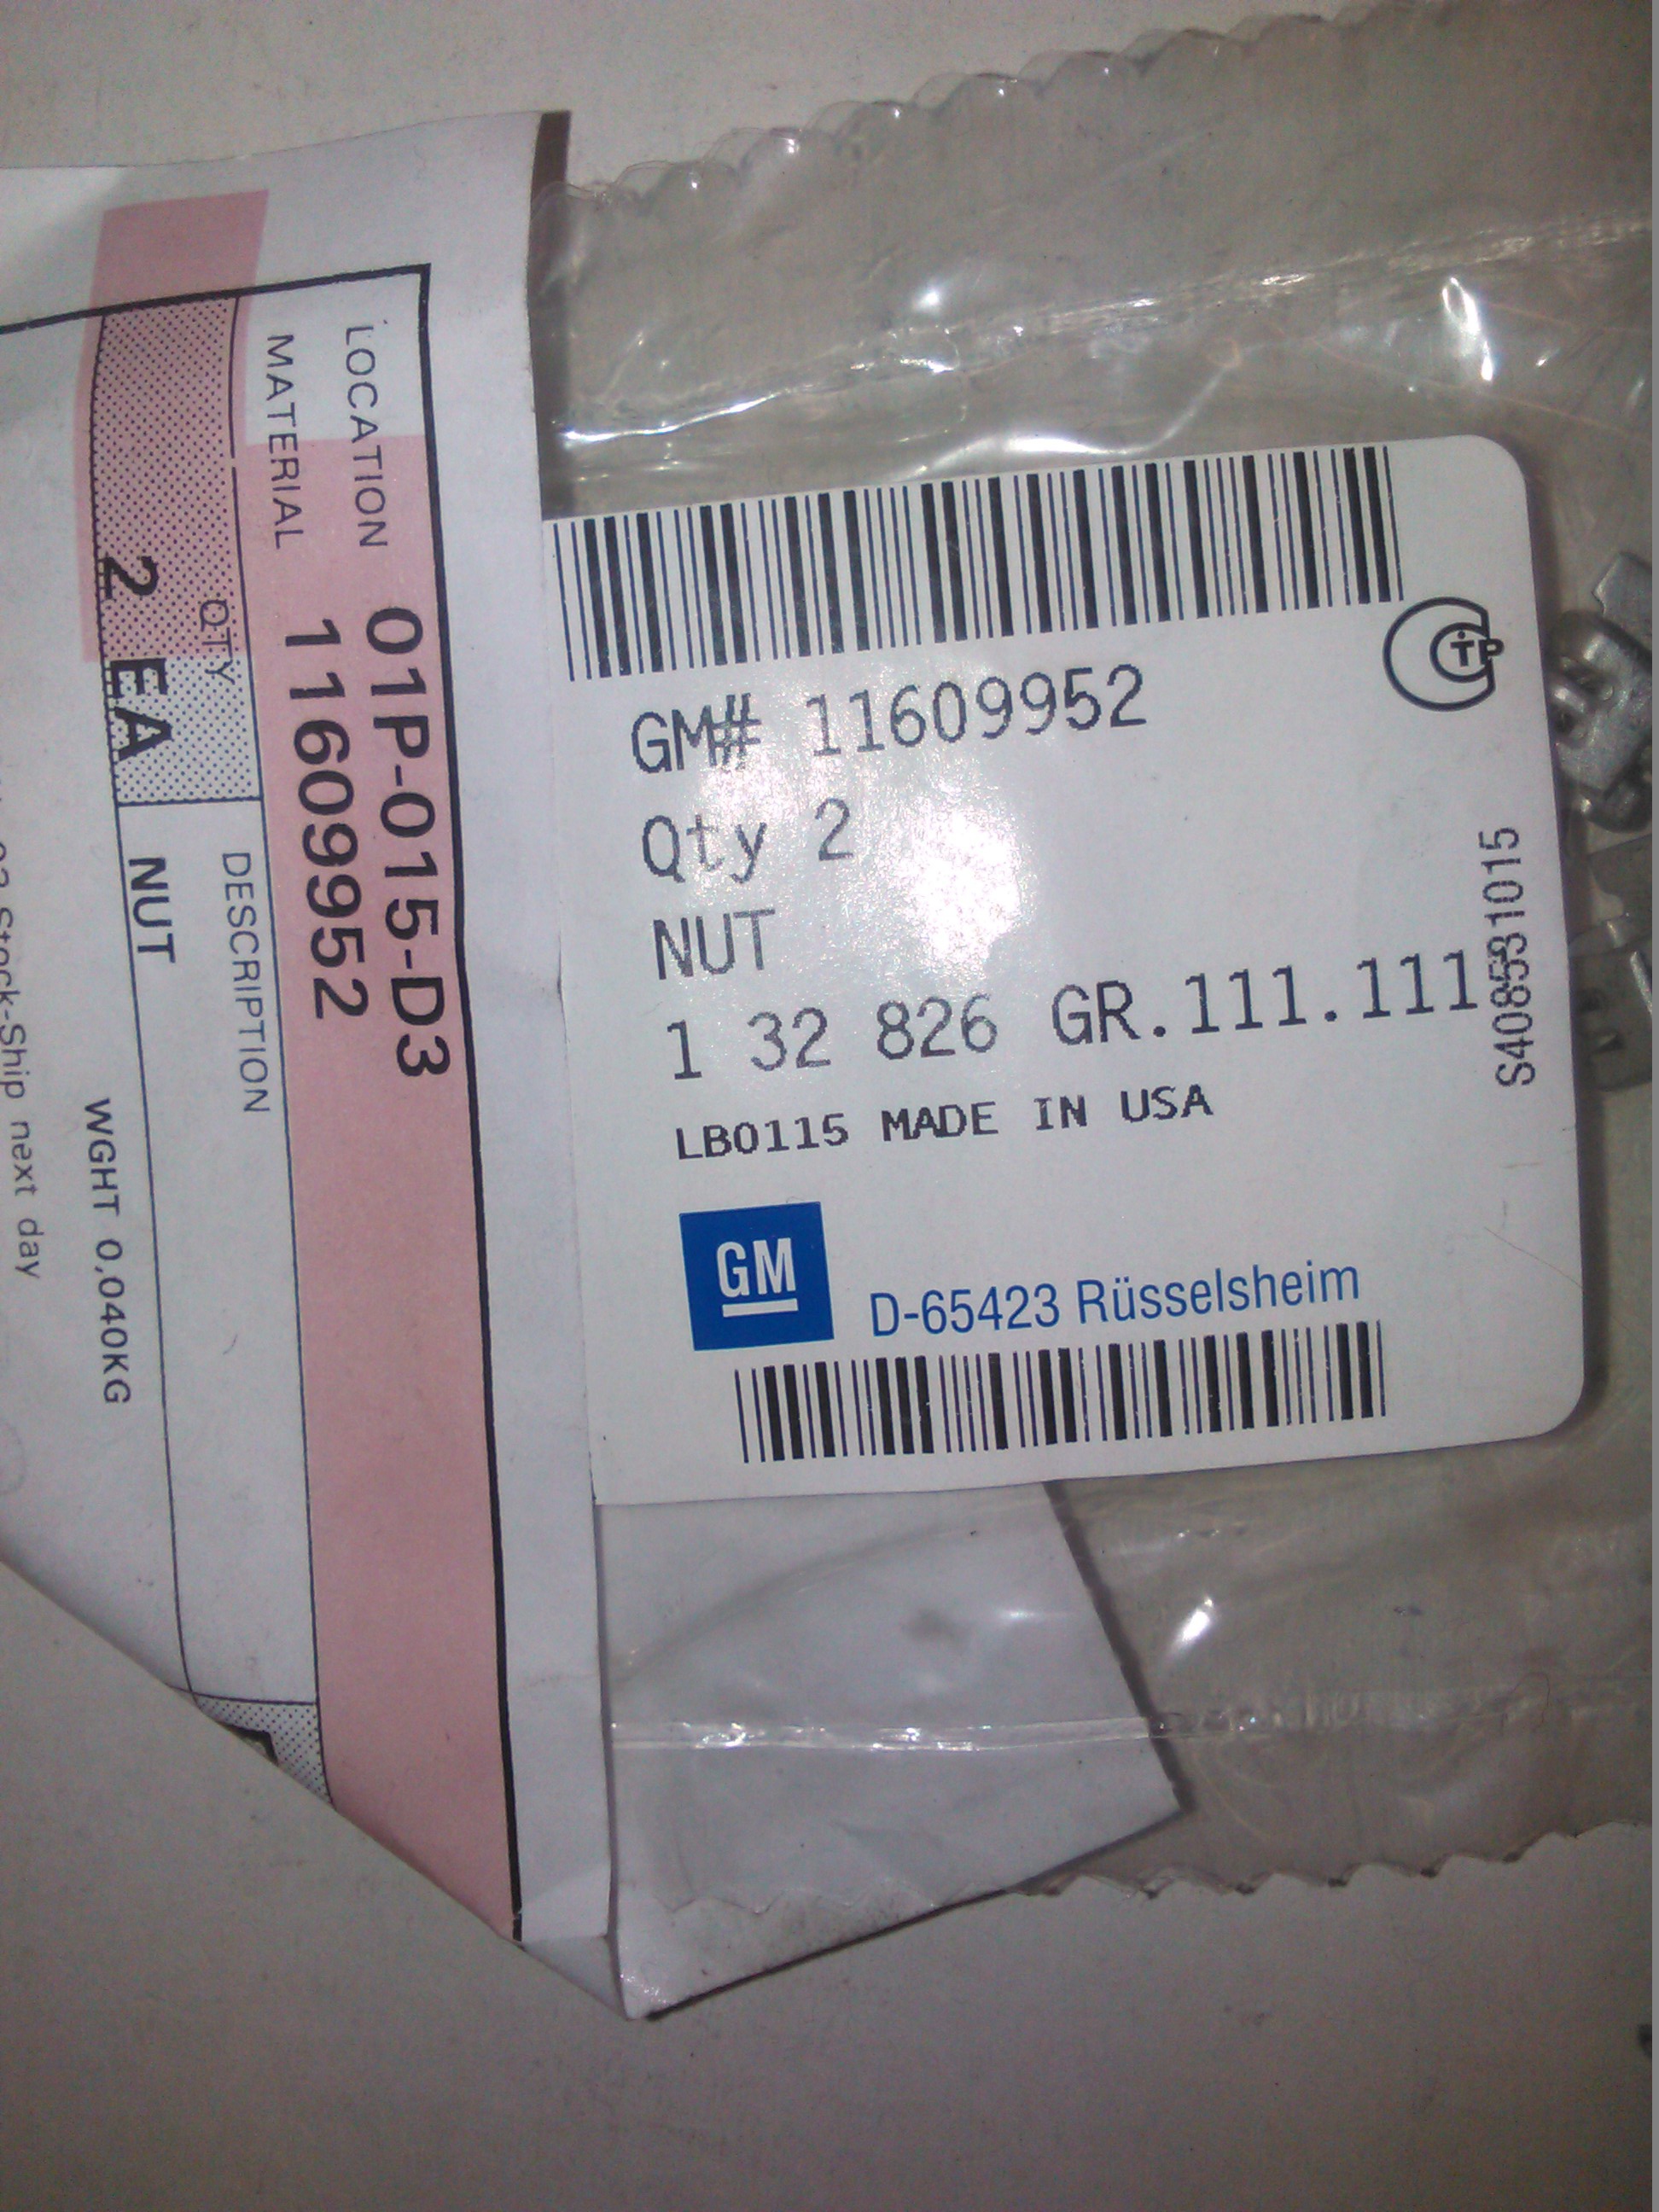 GM# 11609952
Qty 2
NUT
1 32 826 GR.111.111
LB0115 MADE IN USA
GM
D-65423 Rüsselsheim
LOCATION 01P-015-D3
MATERIAL 11609952
QTY DESCRIPTION
2 EA NUT
WGHT 0,040KG
Stock-Ship next day